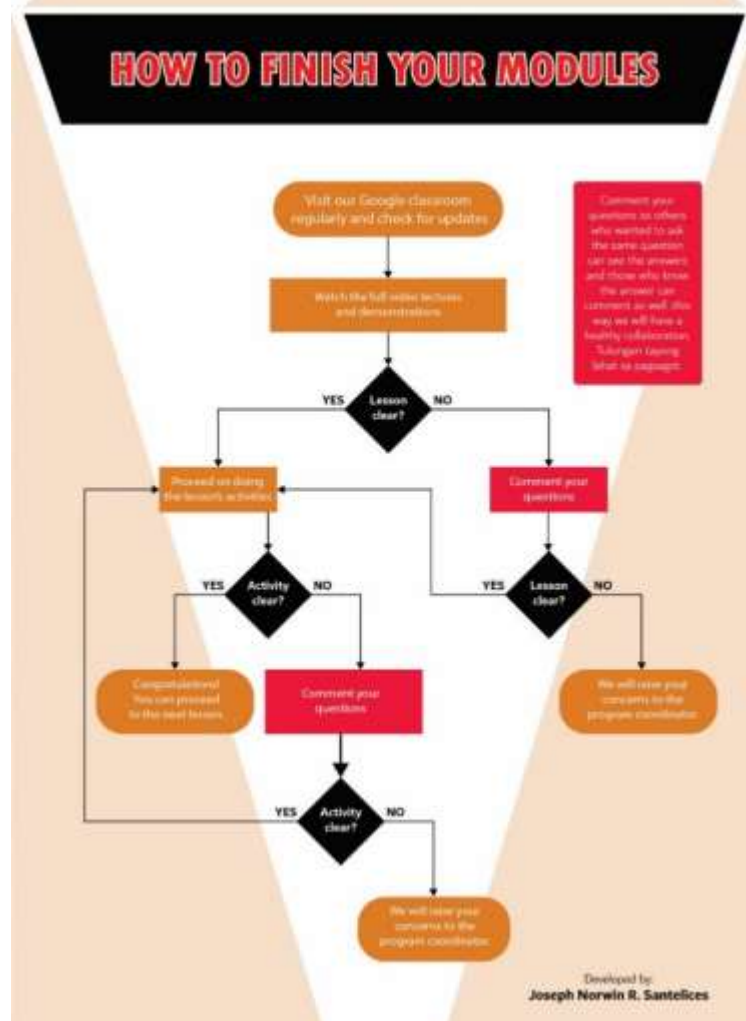 HOW TO FINISH YOUR MODULES
Visit our Google classroom
regularly and check for updates
Comment your
questions so others
who wanted to ask
the same question
can see the answers
and those who know
the answer can
comment as well, this
way we will have a
healthy collaboration.
Tulungan tayong
lahat sa pagsagot.
Watch the full video lectures
and demonstrations
YES
Lesson
clear?
NO
Proceed on doing
the lesson's activities
Comment your
questions
YES
Activity
clear?
NO
YES
Lesson
clear?
NO
Congratulations!
You can proceed
to the next lesson.
Comment your
questions
We will raise your
concerns to the
program coordinator
YES
Activity
clear?
NO
We will raise your
concerns to the
program coordinator
Developed by:
Joseph Norwin R. Santelices